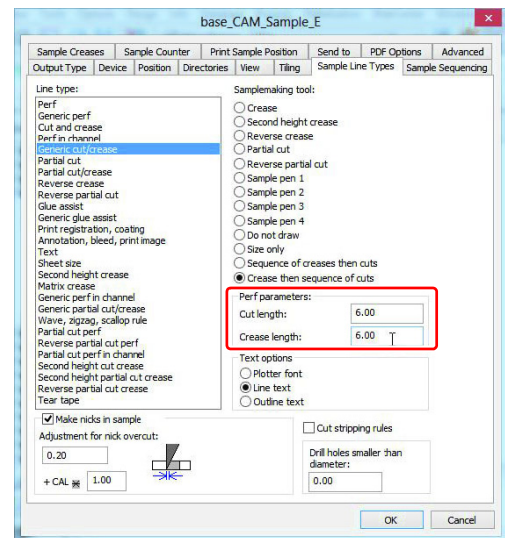 base_CAM_Sample_E
Sample Creases Sample Counter Print Sample Position Send to PDF Options Advanced
Output Type Device Position Directories View Tiling Sample Line Types Sample Sequencing
Line type:
Perf
Generic perf
Cut and crease
Perf in channel
Generic cut/crease
Partial cut
Partial cut/crease
Reverse crease
Reverse partial cut
Glue assist
Generic glue assist
Print registration, coating
Annotation, bleed, print image
Text
Sheet size
Second height crease
Matrix crease
Generic perf in channel
Generic partial cut/crease
Wave, zigzag, scallop rule
Partial cut perf
Reverse partial cut perf
Partial cut perf in channel
Second height cut crease
Second height partial cut crease
Reverse partial cut crease
Tear tape
Samplemaking tool:
Crease
Second height crease
Reverse crease
Partial cut
Reverse partial cut
Sample pen 1
Sample pen 2
Sample pen 3
Sample pen 4
Do not draw
Size only
Sequence of creases then cuts
Crease then sequence of cuts
Perf parameters:
Cut length: 6.00
Crease length: 6.00
Text options
Plotter font
Line text
Outline text
Make nicks in sample
Adjustment for nick overcut:
0.20
+ CAL 1.00
Cut stripping rules
Drill holes smaller than
diameter:
0.00
OK Cancel